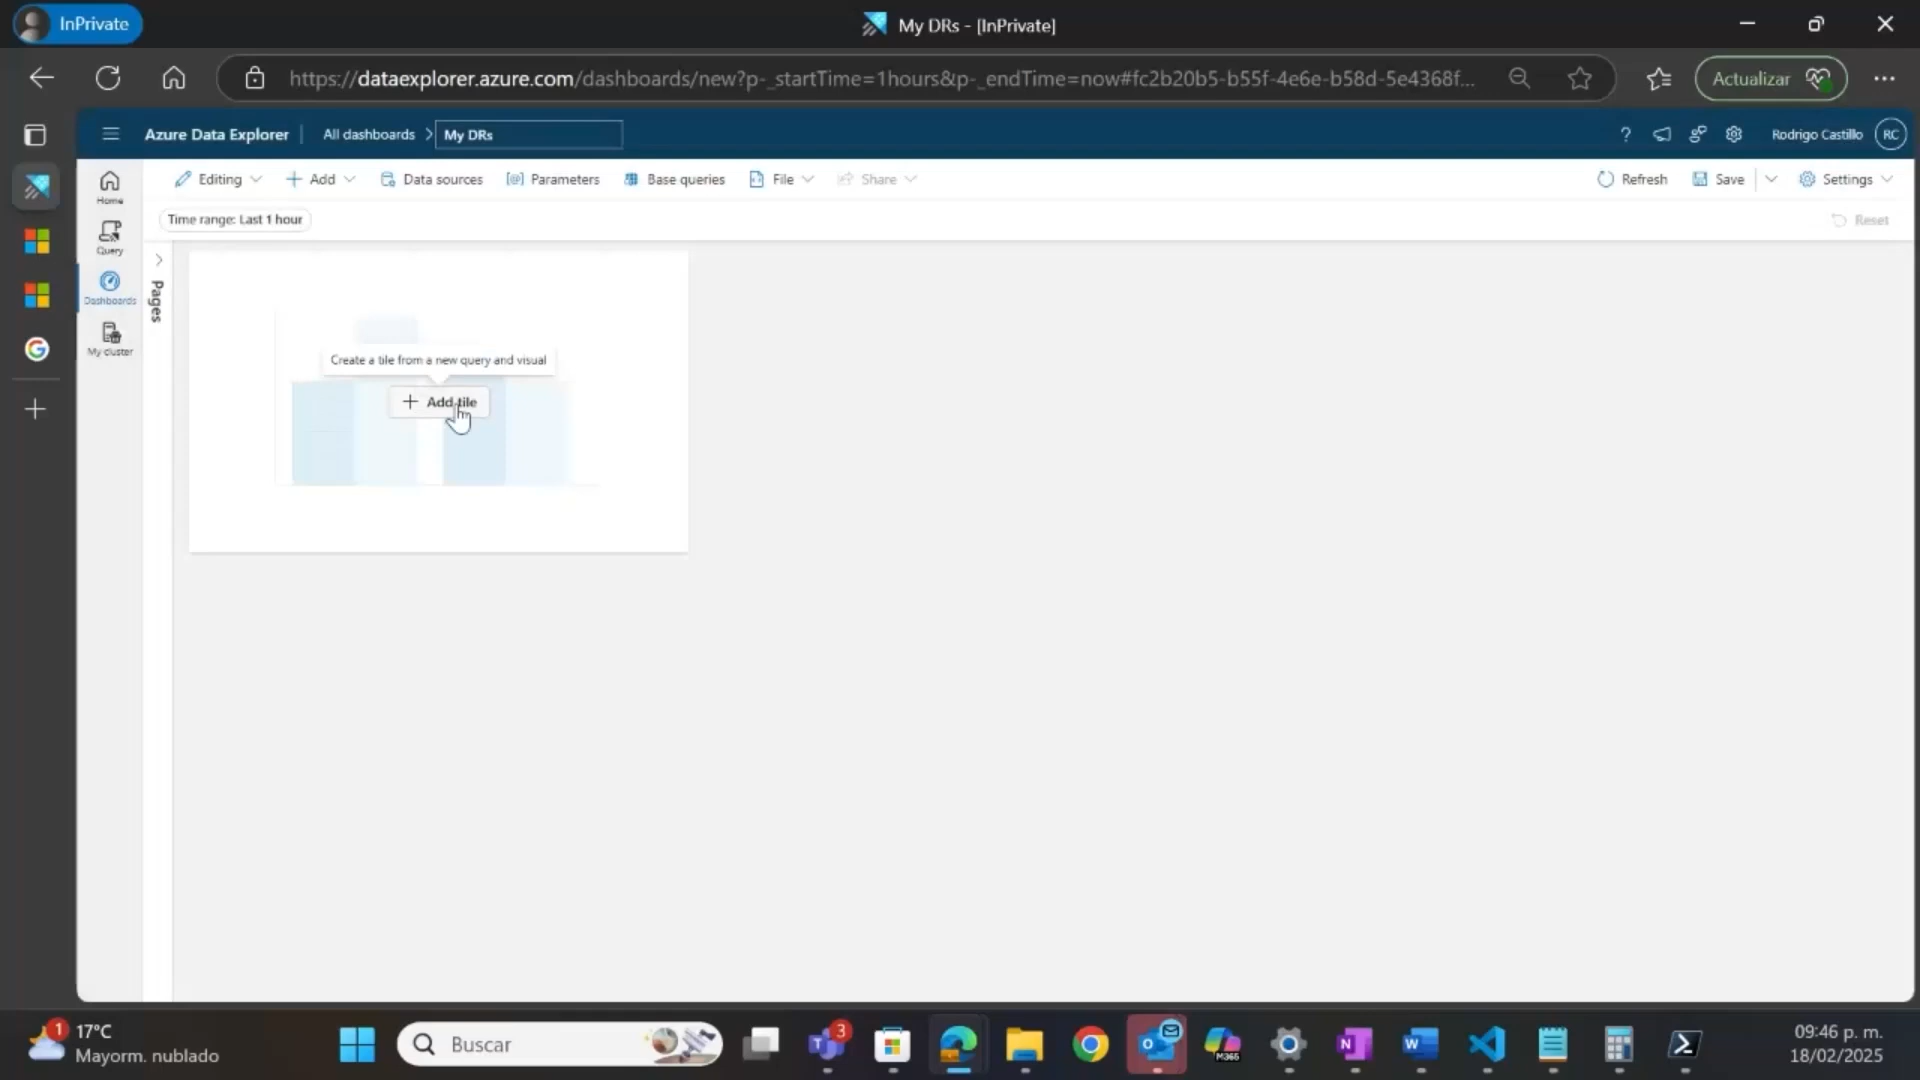 InPrivate
My DRs - [InPrivate]
https://dataexplorer.azure.com/dashboards/new?p-_startTime=1hours&p-_endTime=now#fc2b20b5-b55f-4e6e-b58d-5e4368f...
Actualizar
Azure Data Explorer
All dashboards
My DRs
Rodrigo Castillo
RC
Home
Query
Dashboards
My cluster
Editing
Add
Data sources
Parameters
Base queries
File
Share
Refresh
Save
Settings
Time range: Last 1 hour
Reset
Pages
Create a tile from a new query and visual
Add tile
1
17°C
Mayorm. nublado
Buscar
3
M365
09:46 p. m.
18/02/2025